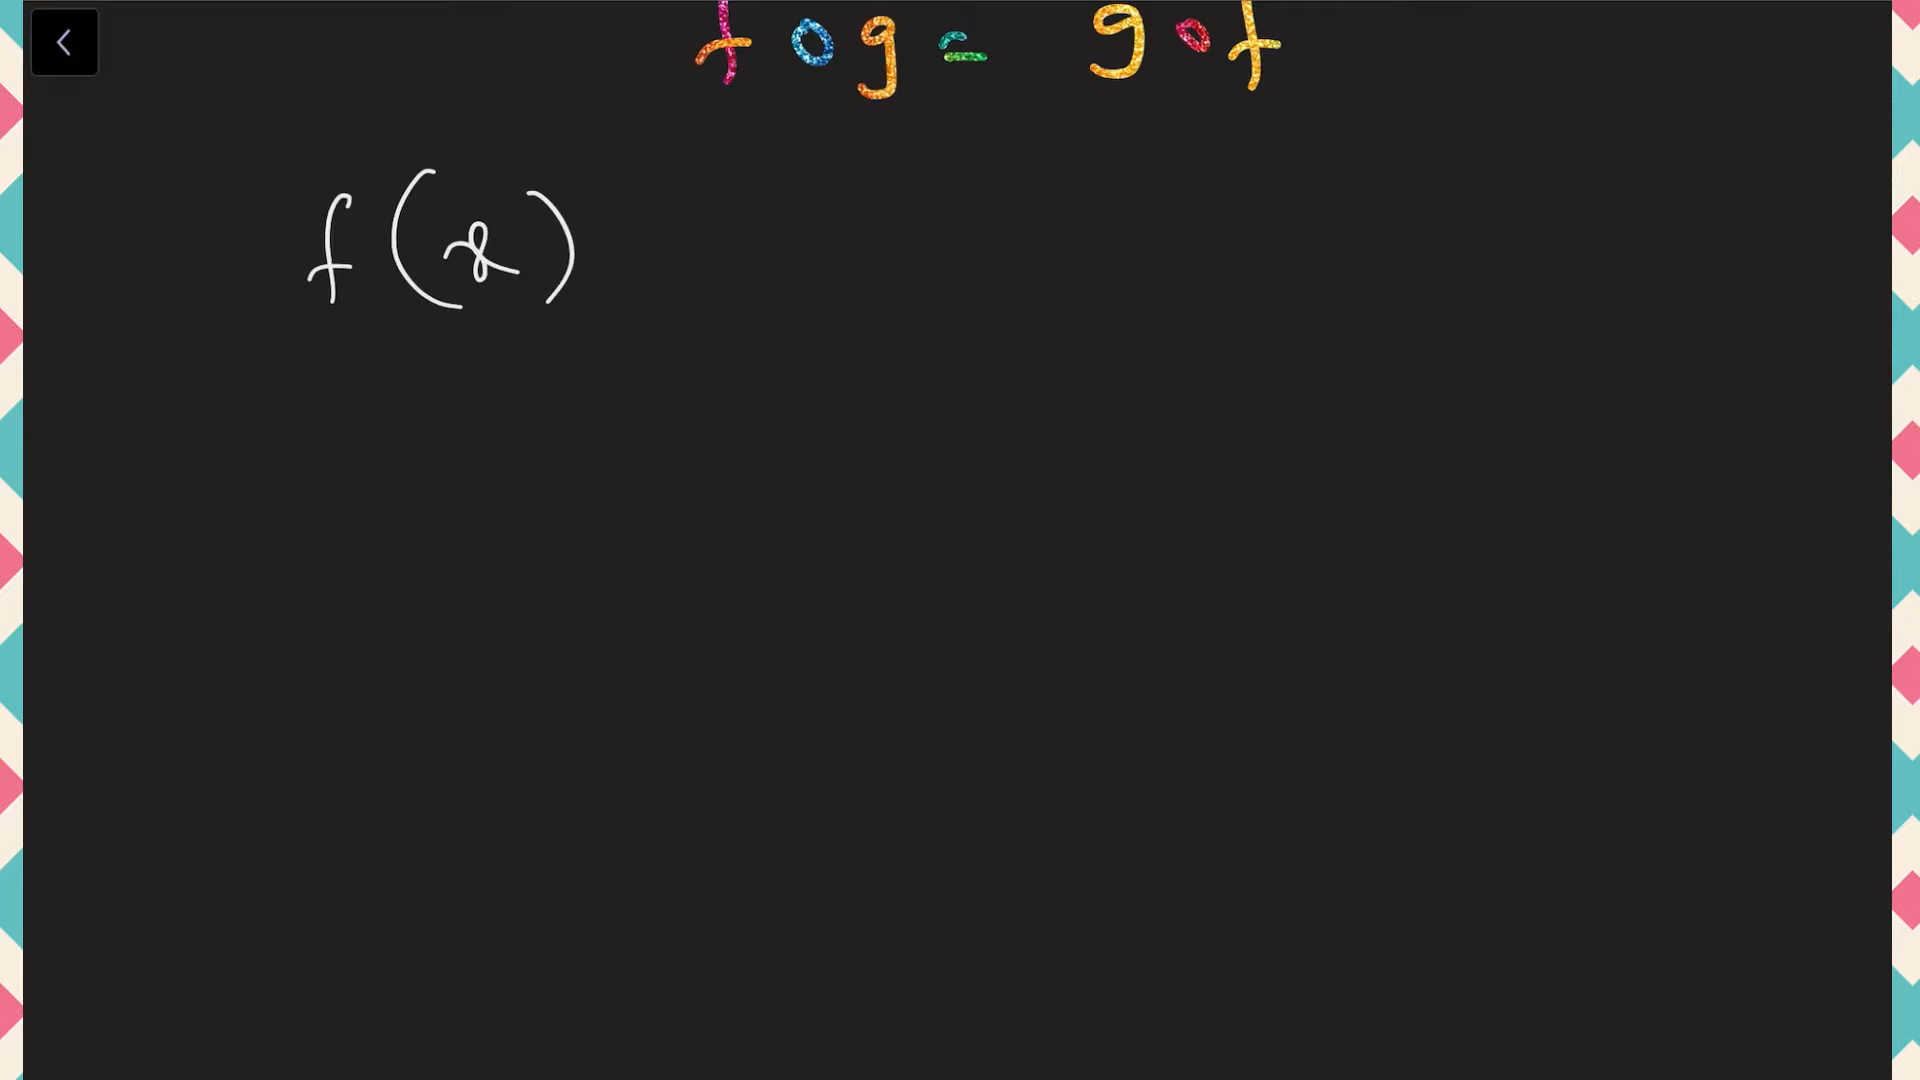 f o g = g o f
f(x)